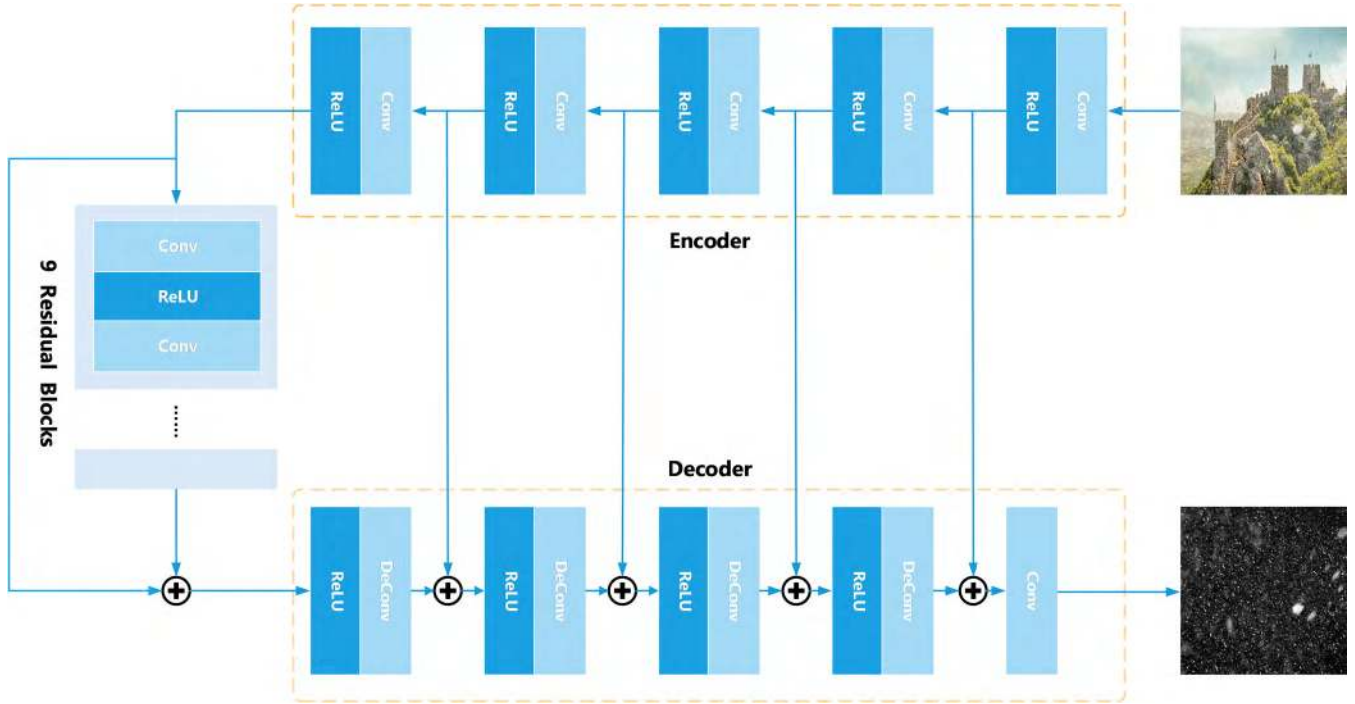 ReLU
Conv
ReLU
Conv
ReLU
Conv
ReLU
Conv
ReLU
Conv
Encoder
Conv
ReLU
Conv
......
9 Residual Blocks
Decoder
ReLU
DeConv
ReLU
DeConv
ReLU
DeConv
ReLU
DeConv
Conv